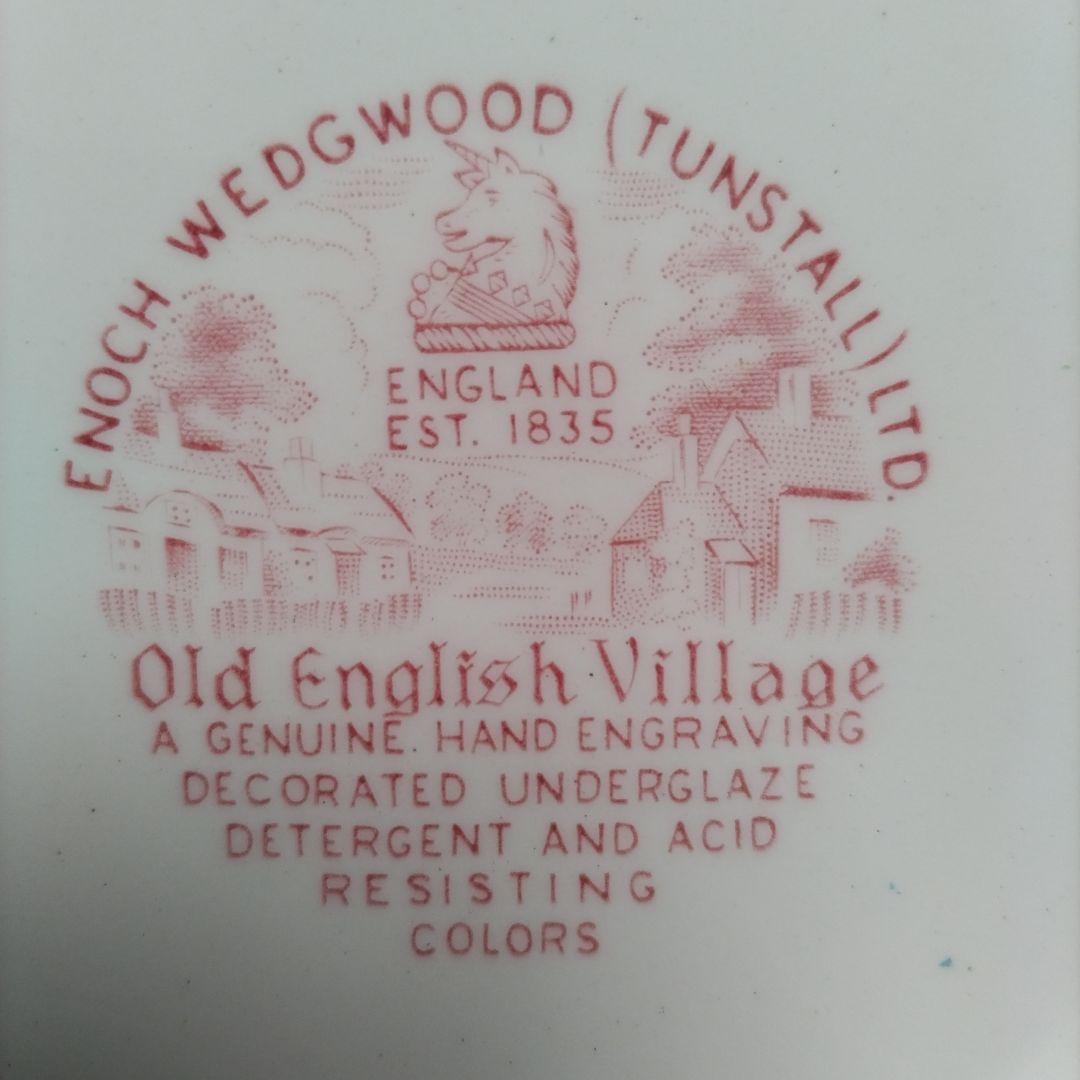 ENOCH WEDGWOOD (TUNSTALL) LTD.
ENGLAND
EST. 1835
Old English Village
A GENUINE HAND ENGRAVING
DECORATED UNDERGLAZE
DETERGENT AND ACID
RESISTING
COLORS